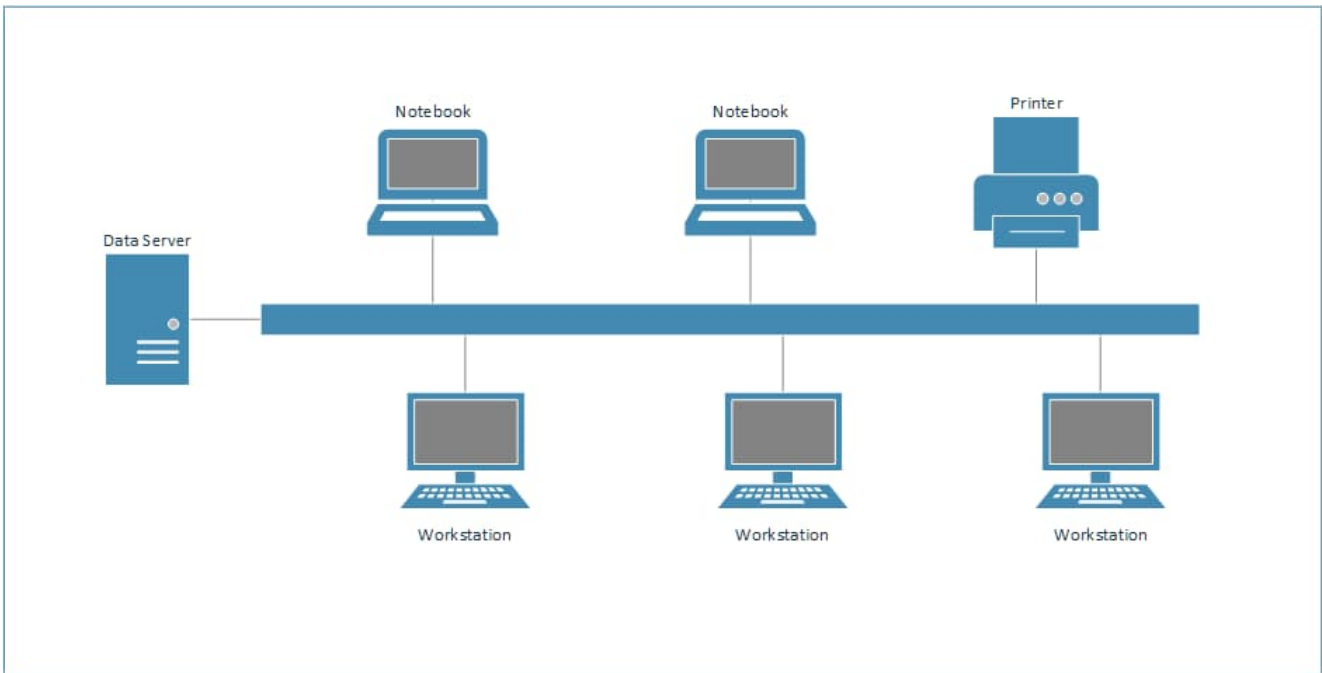 Notebook
Notebook
Printer
Data Server
Workstation
Workstation
Workstation